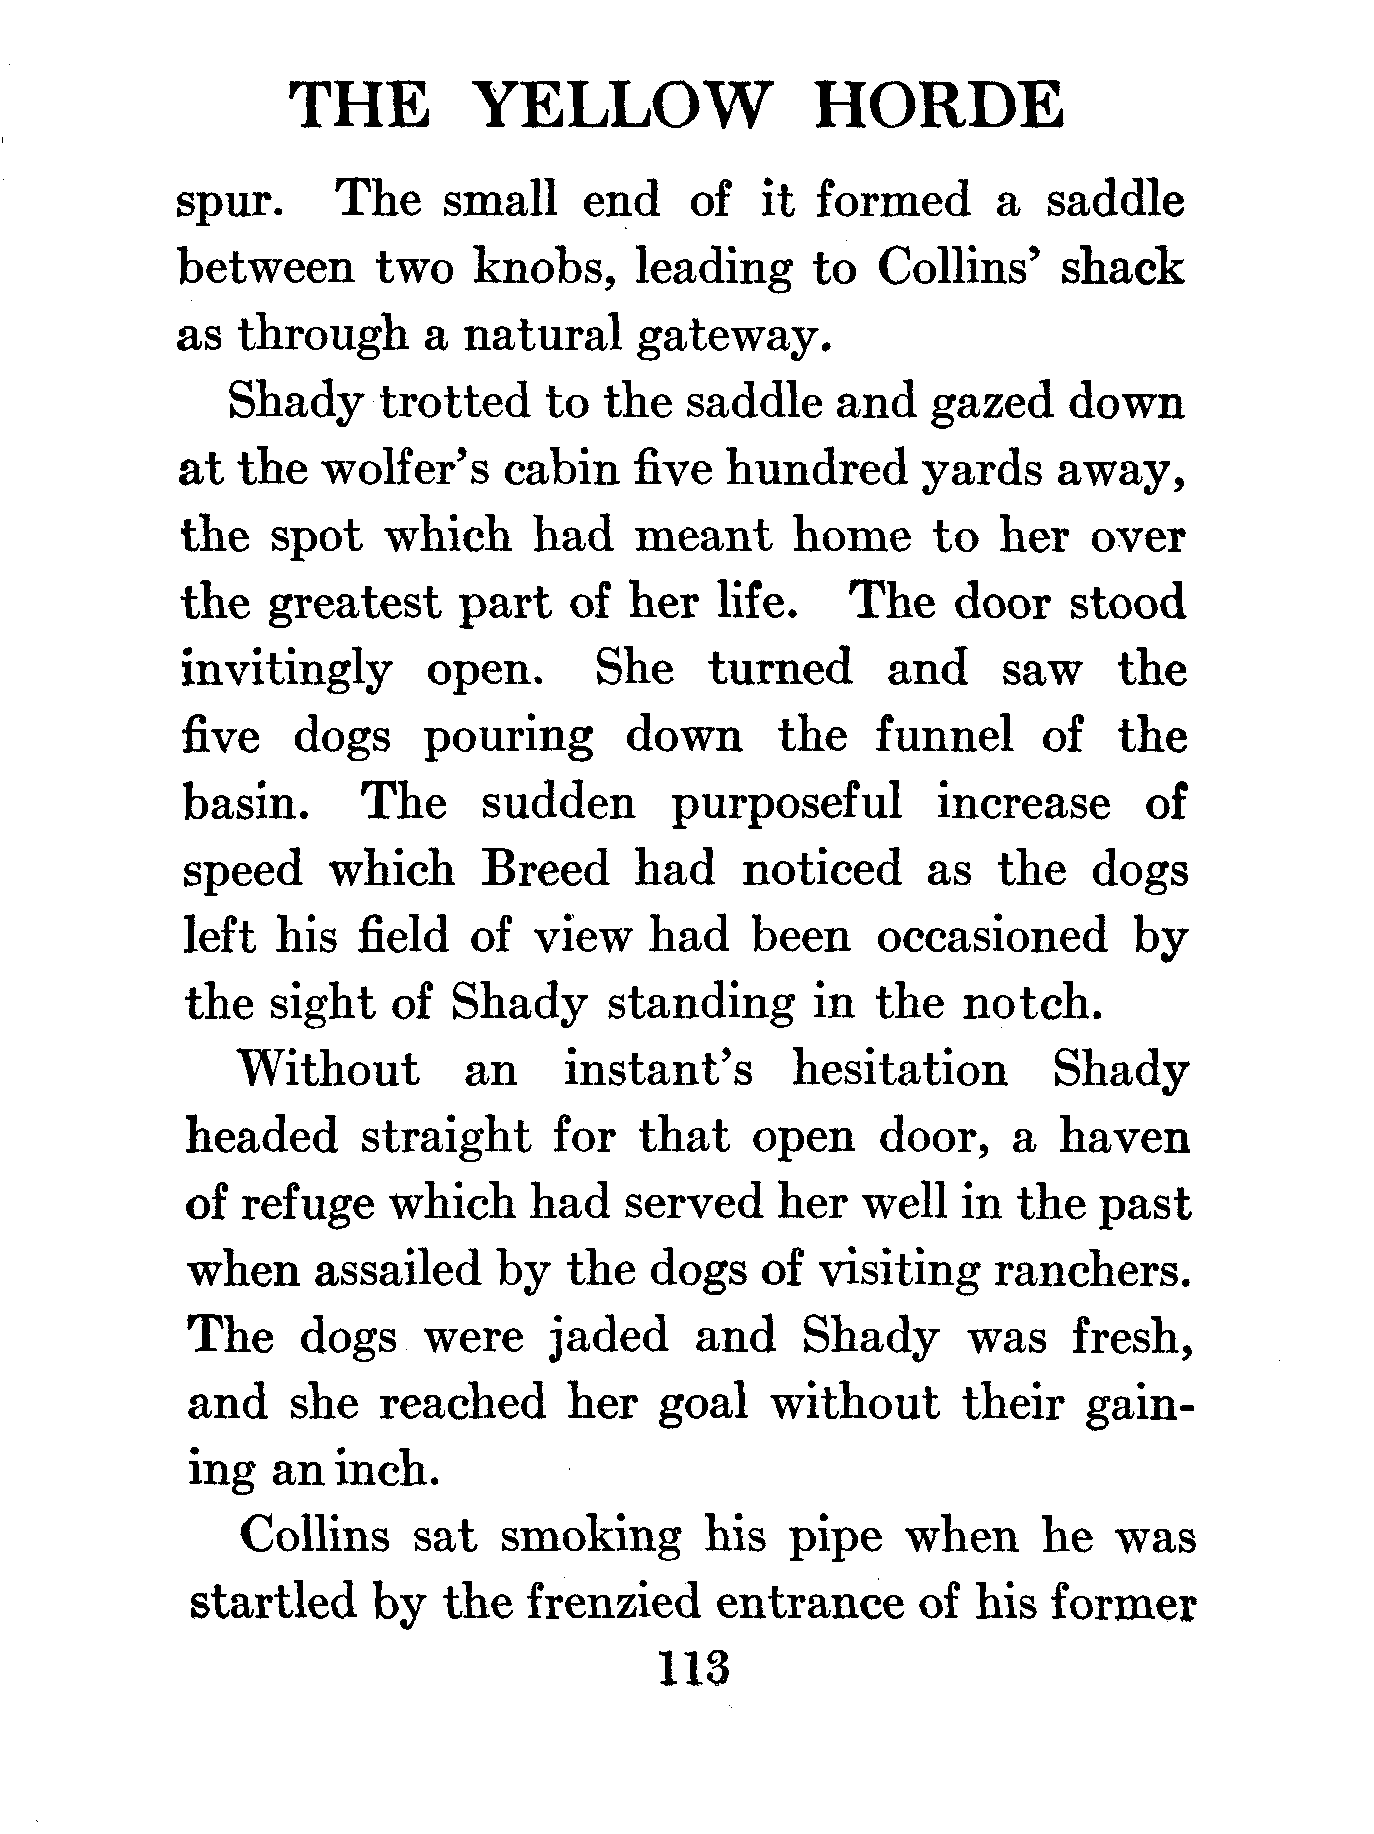 THE YELLOW HORDE
spur. The small end of it formed a saddle
between two knobs, leading to Collins' shack
as through a natural gateway.
Shady trotted to the saddle and gazed down
at the wolfer's cabin five hundred yards away,
the spot which had meant home to her over
the greatest part of her life. The door stood
invitingly open. She turned and saw the
five dogs pouring down the funnel of the
basin. The sudden purposeful increase of
speed which Breed had noticed as the dogs
left his field of view had been occasioned by
the sight of Shady standing in the notch.
Without an instant's hesitation Shady
headed straight for that open door, a haven
of refuge which had served her well in the past
when assailed by the dogs of visiting ranchers.
The dogs were jaded and Shady was fresh,
and she reached her goal without their gain-
ing an inch.
Collins sat smoking his pipe when he was
startled by the frenzied entrance of his former
113